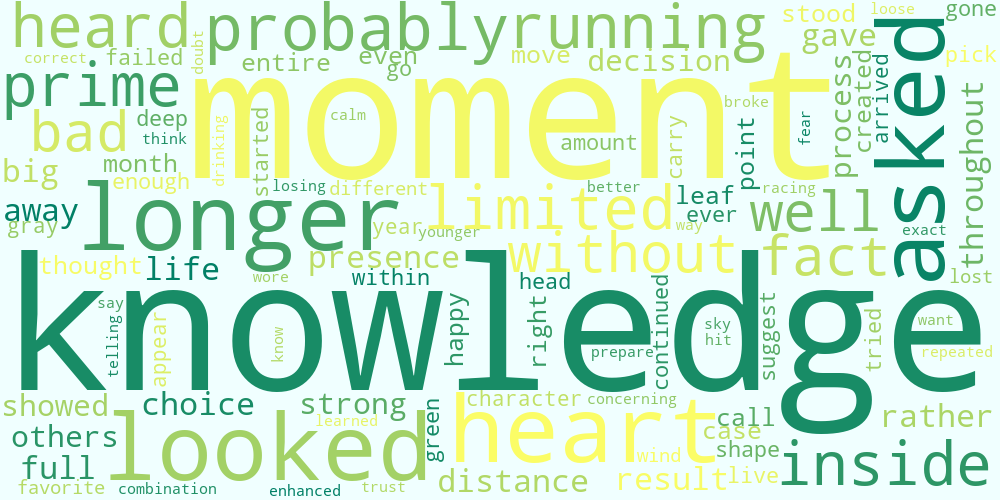 heard
probably
running
stood
gone
correct
failed
doubt
entire
even
go
move
decision
gave
asked
pick
prime
moment
bad
deep
think
drinking
started
calm
amount
broke
carry
point
fear
process
created
arrived
throughout
big
month
enough
losing
different
better
leaf
racing
away
gray
longer
year
younger
limited
way
ever
well
exact
thought
life
presence
without
fact
lost
wore
within
head
knowledge
say
telling
appear
know
happy
right
prepare
continued
sky
hit
suggest
tried
want
repeated
showed
choice
strong
character
concerning
call
rather
others
looked
learned
green
heart
case
shape
full
wind
inside
favorite
combination
enhanced
trust
distance
result
live